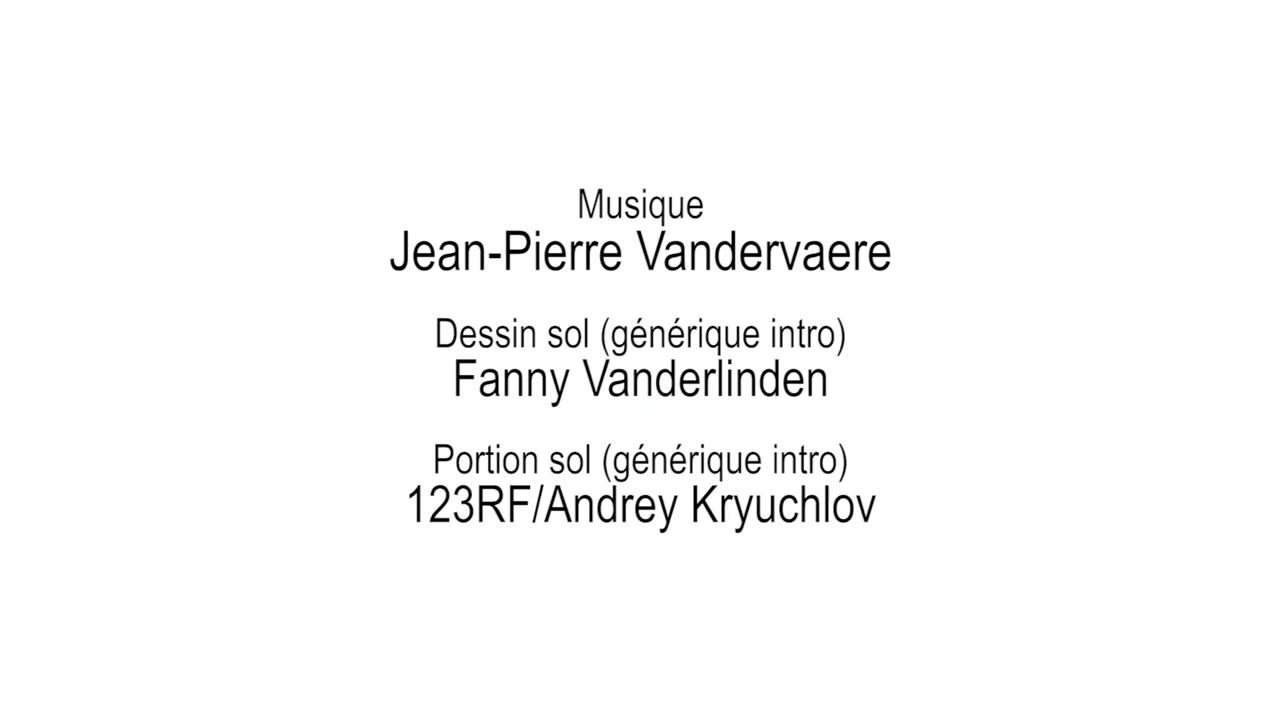 Musique
Jean-Pierre Vandervaere
Dessin sol (générique intro)
Fanny Vanderlinden
Portion sol (générique intro)
123RF/Andrey Kryuchlov